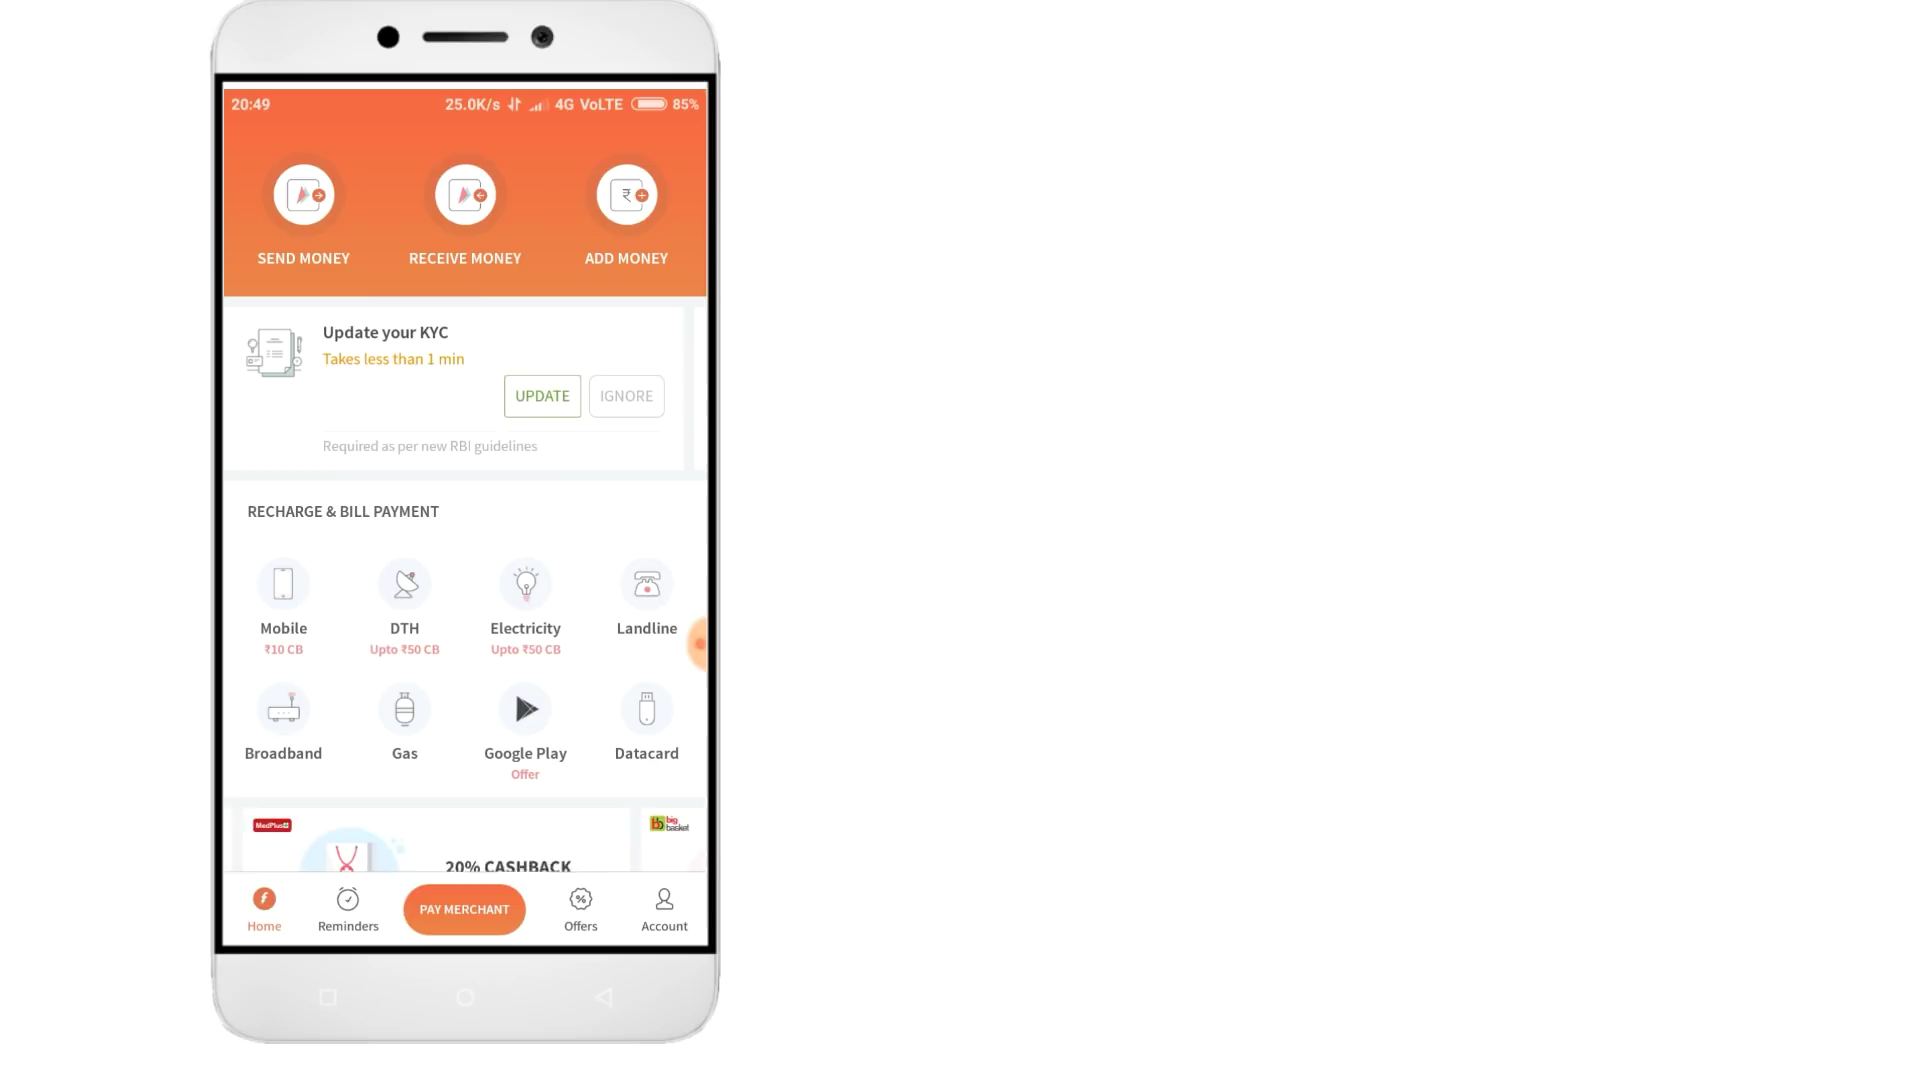 20:49 25.0K/s 4G VoLTE 85%
SEND MONEY RECEIVE MONEY ADD MONEY
Update your KYC
Takes less than 1 min
UPDATE IGNORE
Required as per new RBI guidelines
RECHARGE & BILL PAYMENT
Mobile DTH Electricity Landline
₹10 CB Upto ₹50 CB Upto ₹50 CB
Broadband Gas Google Play Datacard
Offer
MedPlus bb big basket
20% CASHBACK
Home Reminders PAY MERCHANT Offers Account